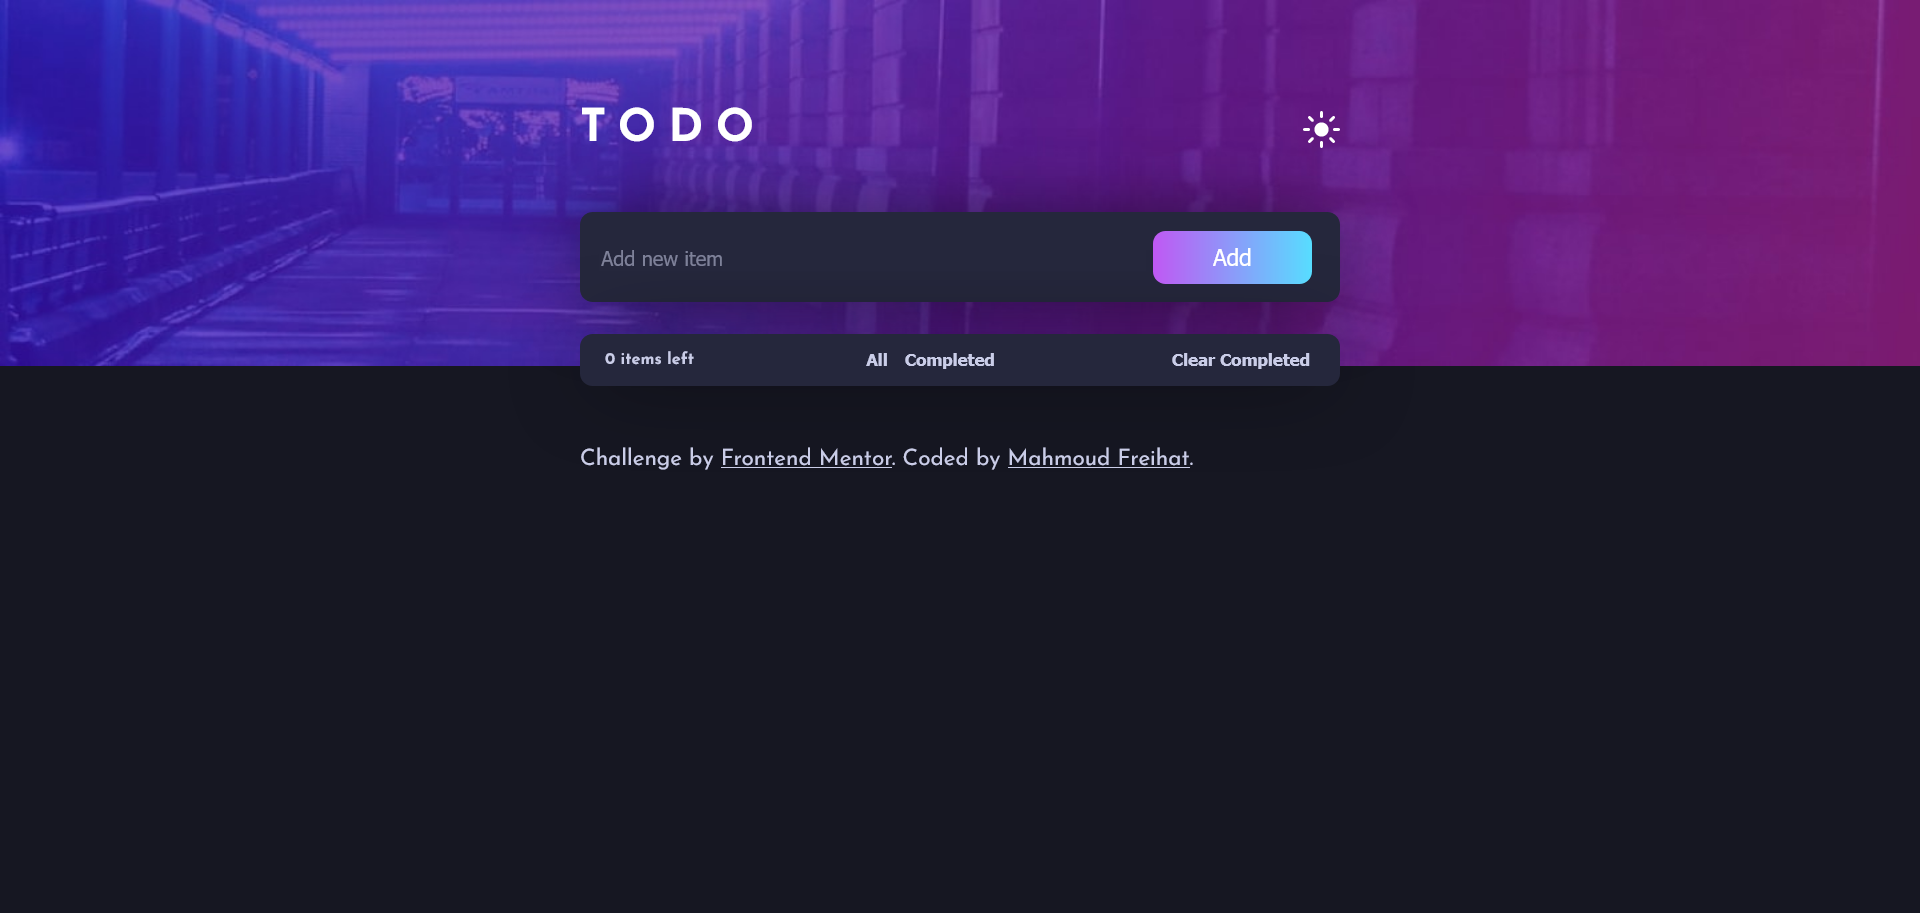 TODO
Add new item
Add
0 items left
All
Completed
Clear Completed
Challenge by Frontend Mentor. Coded by Mahmoud Freihat.